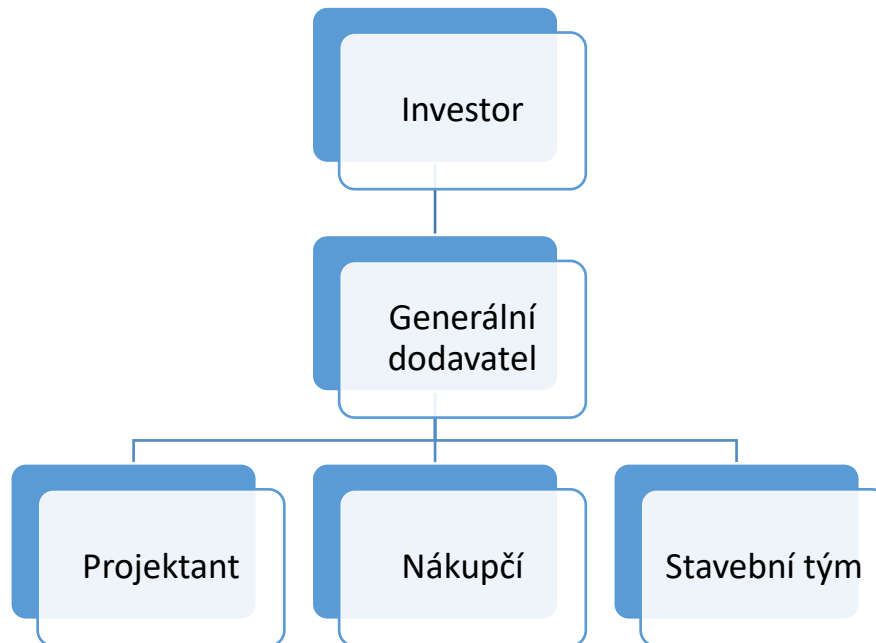 Investor
Generální
dodavatel
Projektant
Nákupčí
Stavební tým